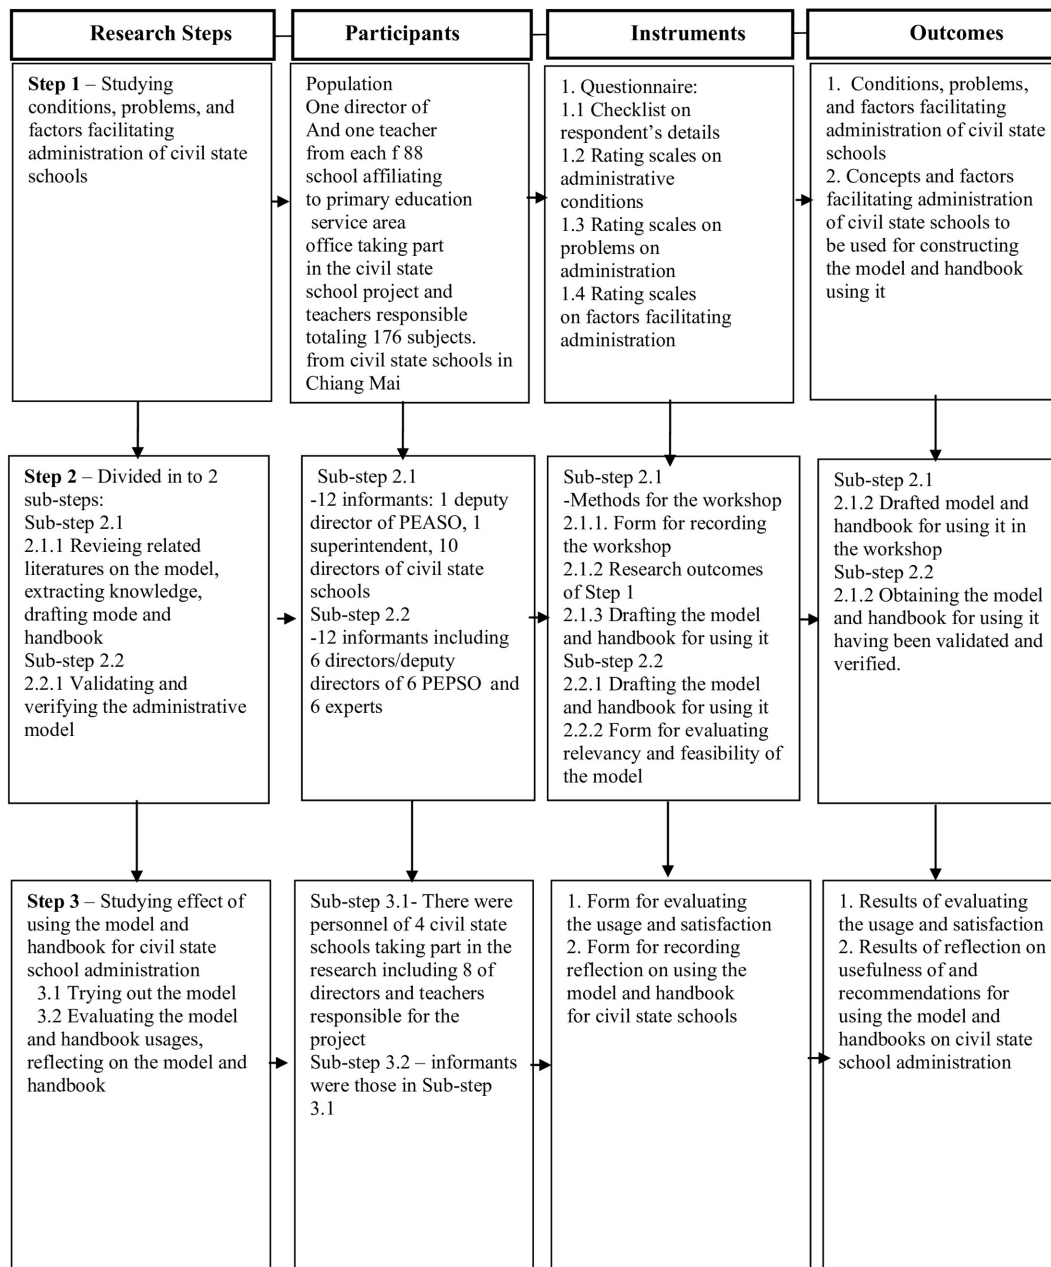 Research Steps
Participants
Instruments
Outcomes
Step 1 – Studying
conditions, problems, and
factors facilitating
administration of civil state
schools
Population
One director of
And one teacher
from each f 88
school affiliating
to primary education
service area
office taking part
in the civil state
school project and
teachers responsible
totaling 176 subjects.
from civil state schools in
Chiang Mai
1. Questionnaire:
1.1 Checklist on
respondent's details
1.2 Rating scales on
administrative
conditions
1.3 Rating scales on
problems on
administration
1.4 Rating scales
on factors facilitating
administration
1. Conditions, problems,
and factors facilitating
administration of civil state
schools
2. Concepts and factors
facilitating administration
of civil state schools to
be used for constructing
the model and handbook
using it
Step 2 – Divided in to 2
sub-steps:
Sub-step 2.1
2.1.1 Revieing related
literatures on the model,
extracting knowledge,
drafting mode and
handbook
Sub-step 2.2
2.2.1 Validating and
verifying the administrative
model
Sub-step 2.1
-12 informants: 1 deputy
director of PEASO, 1
superintendent, 10
directors of civil state
schools
Sub-step 2.2
-12 informants including
6 directors/deputy
directors of 6 PEPSO and
6 experts
Sub-step 2.1
-Methods for the workshop
2.1.1. Form for recording
the workshop
2.1.2 Research outcomes
of Step 1
2.1.3 Drafting the model
and handbook for using it
Sub-step 2.2
2.2.1 Drafting the model
and handbook for using it
2.2.2 Form for evaluating
relevancy and feasibility of
the model
Sub-step 2.1
2.1.2 Drafted model and
handbook for using it in
the workshop
Sub-step 2.2
2.1.2 Obtaining the model
and handbook for using it
having been validated and
verified.
Step 3 – Studying effect of
using the model and
handbook for civil state
school administration
3.1 Trying out the model
3.2 Evaluating the model
and handbook usages,
reflecting on the model and
handbook
Sub-step 3.1- There were
personnel of 4 civil state
schools taking part in the
research including 8 of
directors and teachers
responsible for the
project
Sub-step 3.2 – informants
were those in Sub-step
3.1
1. Form for evaluating
the usage and satisfaction
2. Form for recording
reflection on using the
model and handbook
for civil state schools
1. Results of evaluating
the usage and satisfaction
2. Results of reflection on
usefulness of and
recommendations for
using the model and
handbooks on civil state
school administration